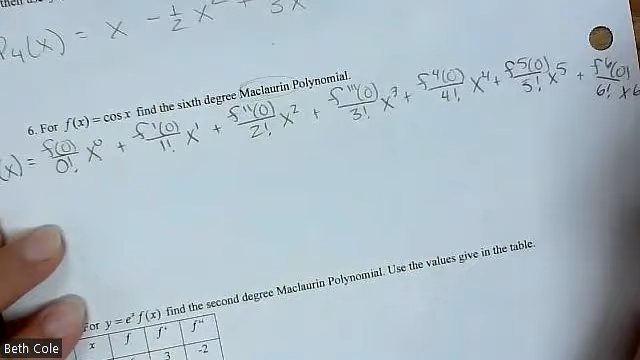 then
P₄(x) = x - 1/2 x² + 3x
6. For f(x) = cos x find the sixth degree Maclaurin Polynomial.
(x) = f(0)/0! x⁰ + f'(0)/1! x¹ + f''(0)/2! x² + f'''(0)/3! x³ + f⁴(0)/4! x⁴ + f⁵(0)/5! x⁵ + f⁶(0)/6! x⁶
For y = eˣ f(x) find the second degree Maclaurin Polynomial. Use the values give in the table.
x f f' f''
3 -2
Beth Cole